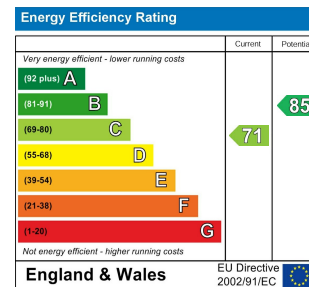 Energy Efficiency Rating
Current Potentia
Very energy efficient - lower running costs
(92 plus) A
(81-91) B
85
(69-80) C
71
(55-68) D
(39-54) E
(21-38) F
(1-20) G
Not energy efficient - higher running costs
England & Wales
EU Directive
2002/91/EC